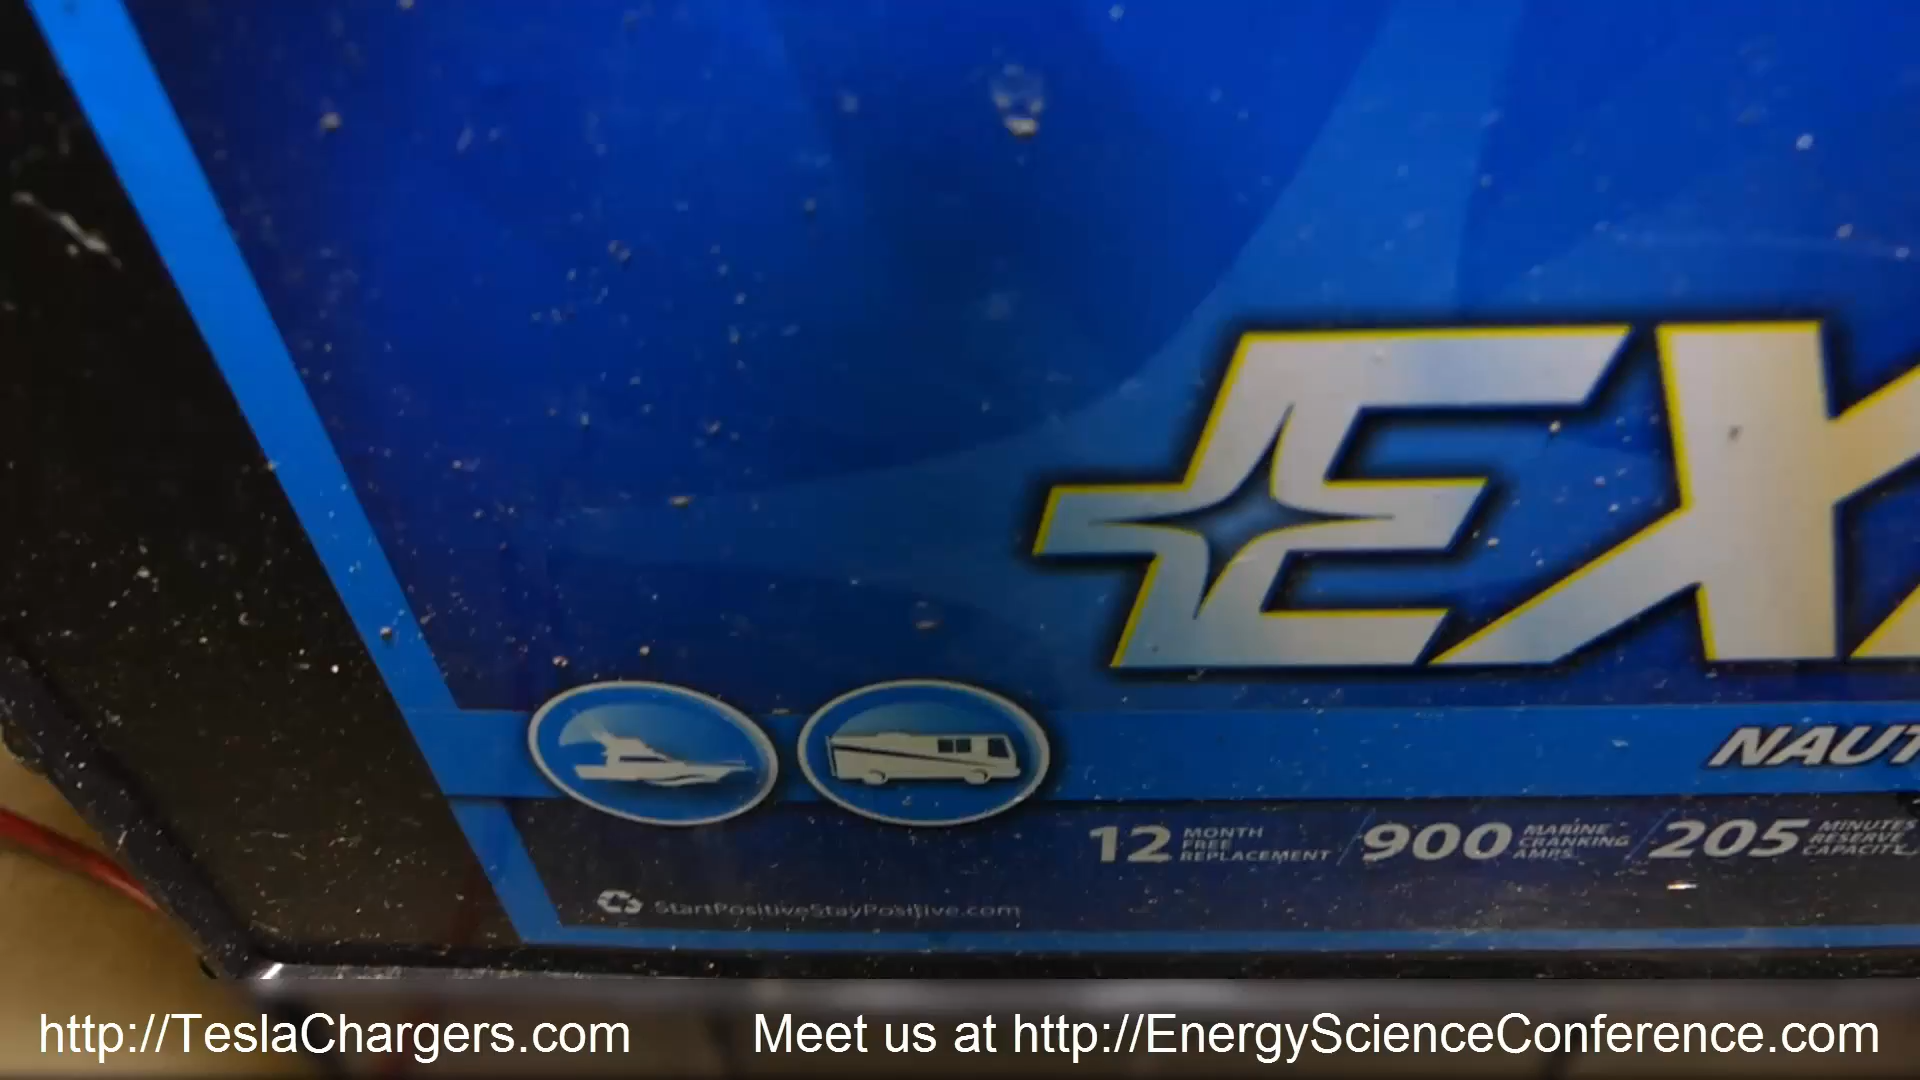 EX
NAUT
12 MONTH FREE REPLACEMENT / 900 MARINE CRANKING AMPS / 205 MINUTES RESERVE CAPACITY
StartPositiveStayPositive.com
http://TeslaChargers.com Meet us at http://EnergyScienceConference.com